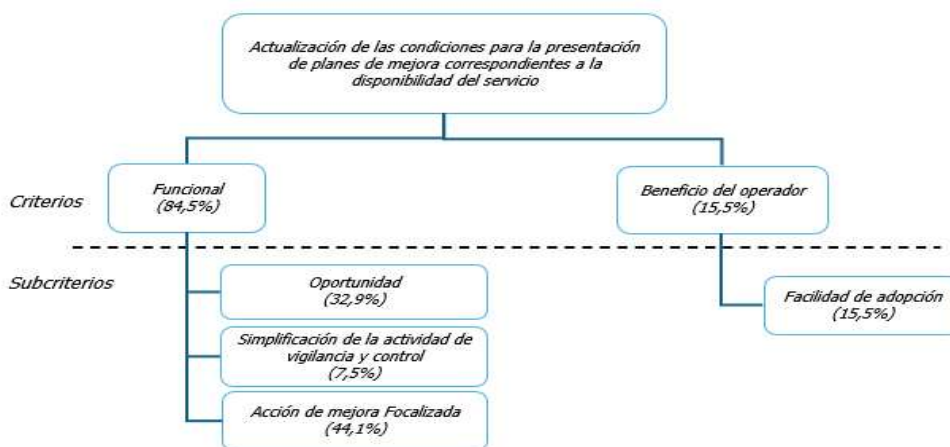 Actualización de las condiciones para la presentación
de planes de mejora correspondientes a la
disponibilidad del servicio
Criterios
Funcional
(84,5%)
Beneficio del operador
(15,5%)
Subcriterios
Oportunidad
(32,9%)
Facilidad de adopción
(15,5%)
Simplificación de la actividad de
vigilancia y control
(7,5%)
Acción de mejora Focalizada
(44,1%)